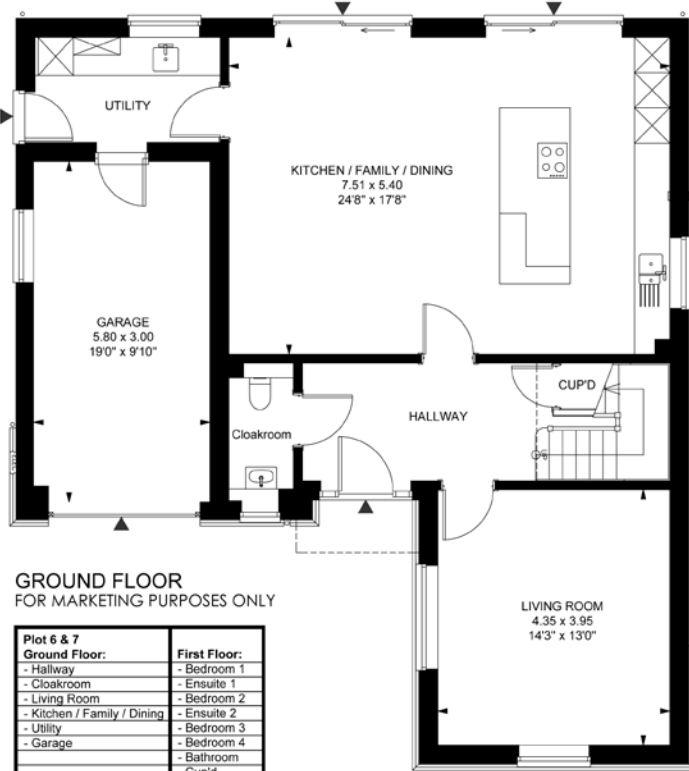 UTILITY
KITCHEN / FAMILY / DINING
7.51 x 5.40
24'8" x 17'8"
GARAGE
5.80 x 3.00
19'0" x 9'10"
CUP'D
HALLWAY
Cloakroom
LIVING ROOM
4.35 x 3.95
14'3" x 13'0"
GROUND FLOOR
FOR MARKETING PURPOSES ONLY
Plot 6 & 7
Ground Floor: First Floor:
- Hallway - Bedroom 1
- Cloakroom - Ensuite 1
- Living Room - Bedroom 2
- Kitchen / Family / Dining - Ensuite 2
- Utility - Bedroom 3
- Garage - Bedroom 4
- Bathroom
- Cup'd